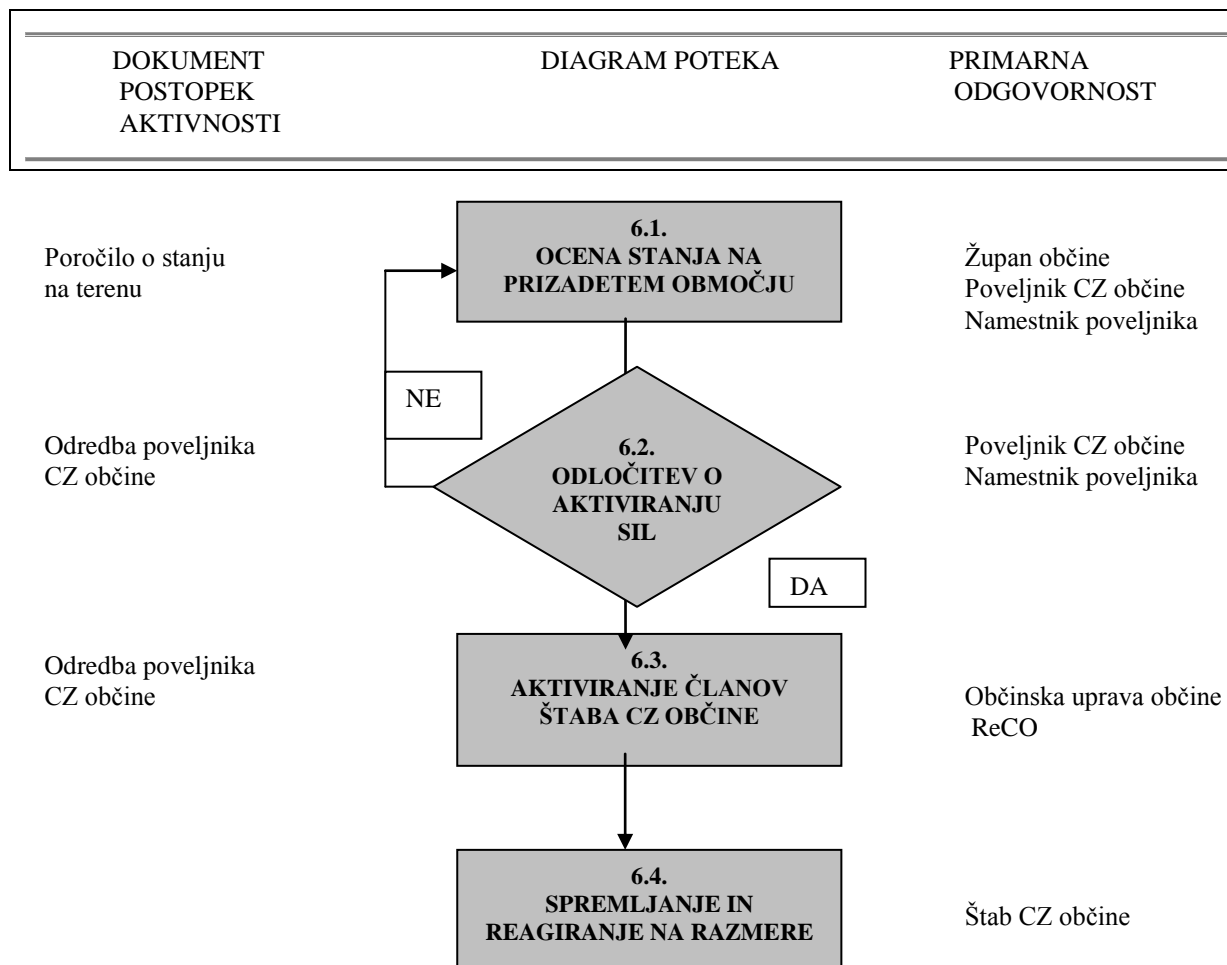 DOKUMENT DIAGRAM POTEKA PRIMARNA
POSTOPEK ODGOVORNOST
AKTIVNOSTI
6.1.
OCENA STANJA NA
PRIZADETEM OBMOČJU
Poročilo o stanju
na terenu
Župan občine
Poveljnik CZ občine
Namestnik poveljnika
NE
Odredba poveljnika
CZ občine
6.2.
ODLOČITEV O
AKTIVIRANJU
SIL
Poveljnik CZ občine
Namestnik poveljnika
DA
Odredba poveljnika
CZ občine
6.3.
AKTIVIRANJE ČLANOV
ŠTABA CZ OBČINE
Občinska uprava občine
ReCO
6.4.
SPREMLJANJE IN
REAGIRANJE NA RAZMERE
Štab CZ občine